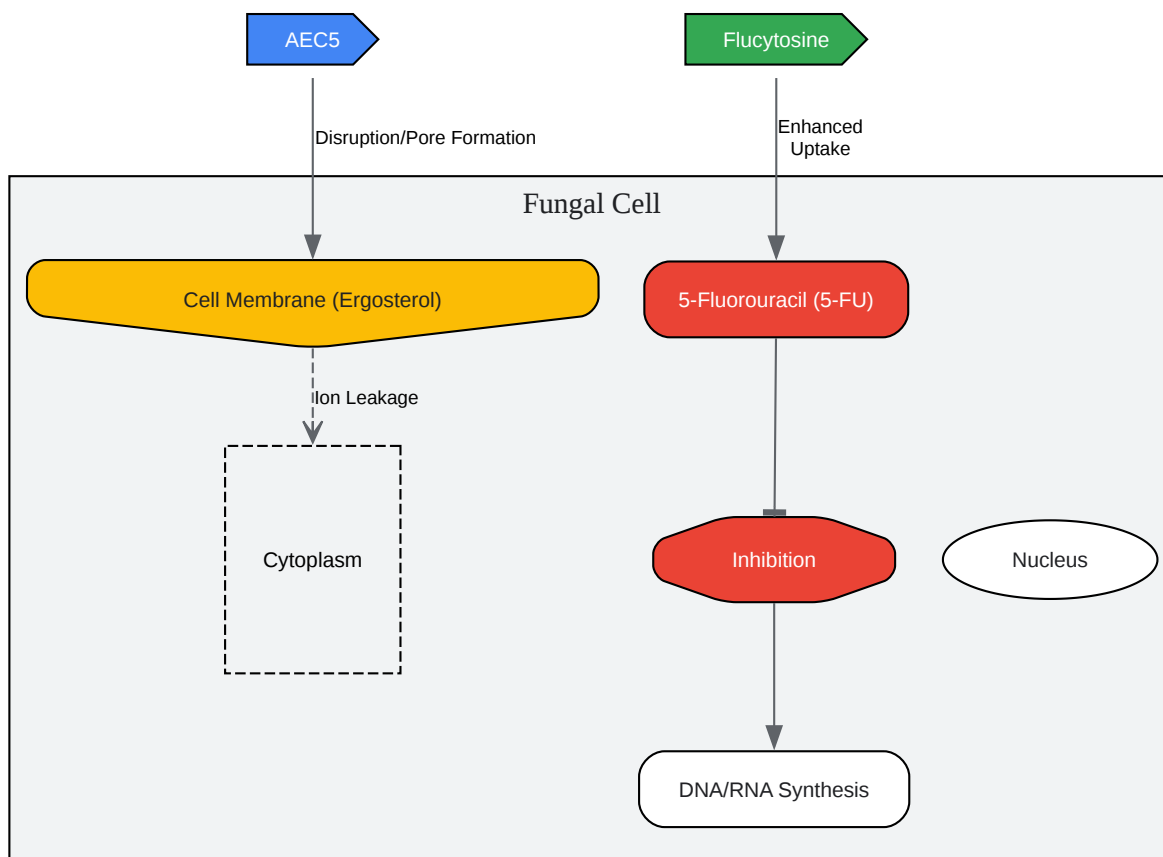 AEC5
Flucytosine
Disruption/Pore Formation
Enhanced
Uptake
Fungal Cell
Cell Membrane (Ergosterol)
5-Fluorouracil (5-FU)
Ion Leakage
Cytoplasm
Inhibition
Nucleus
DNA/RNA Synthesis